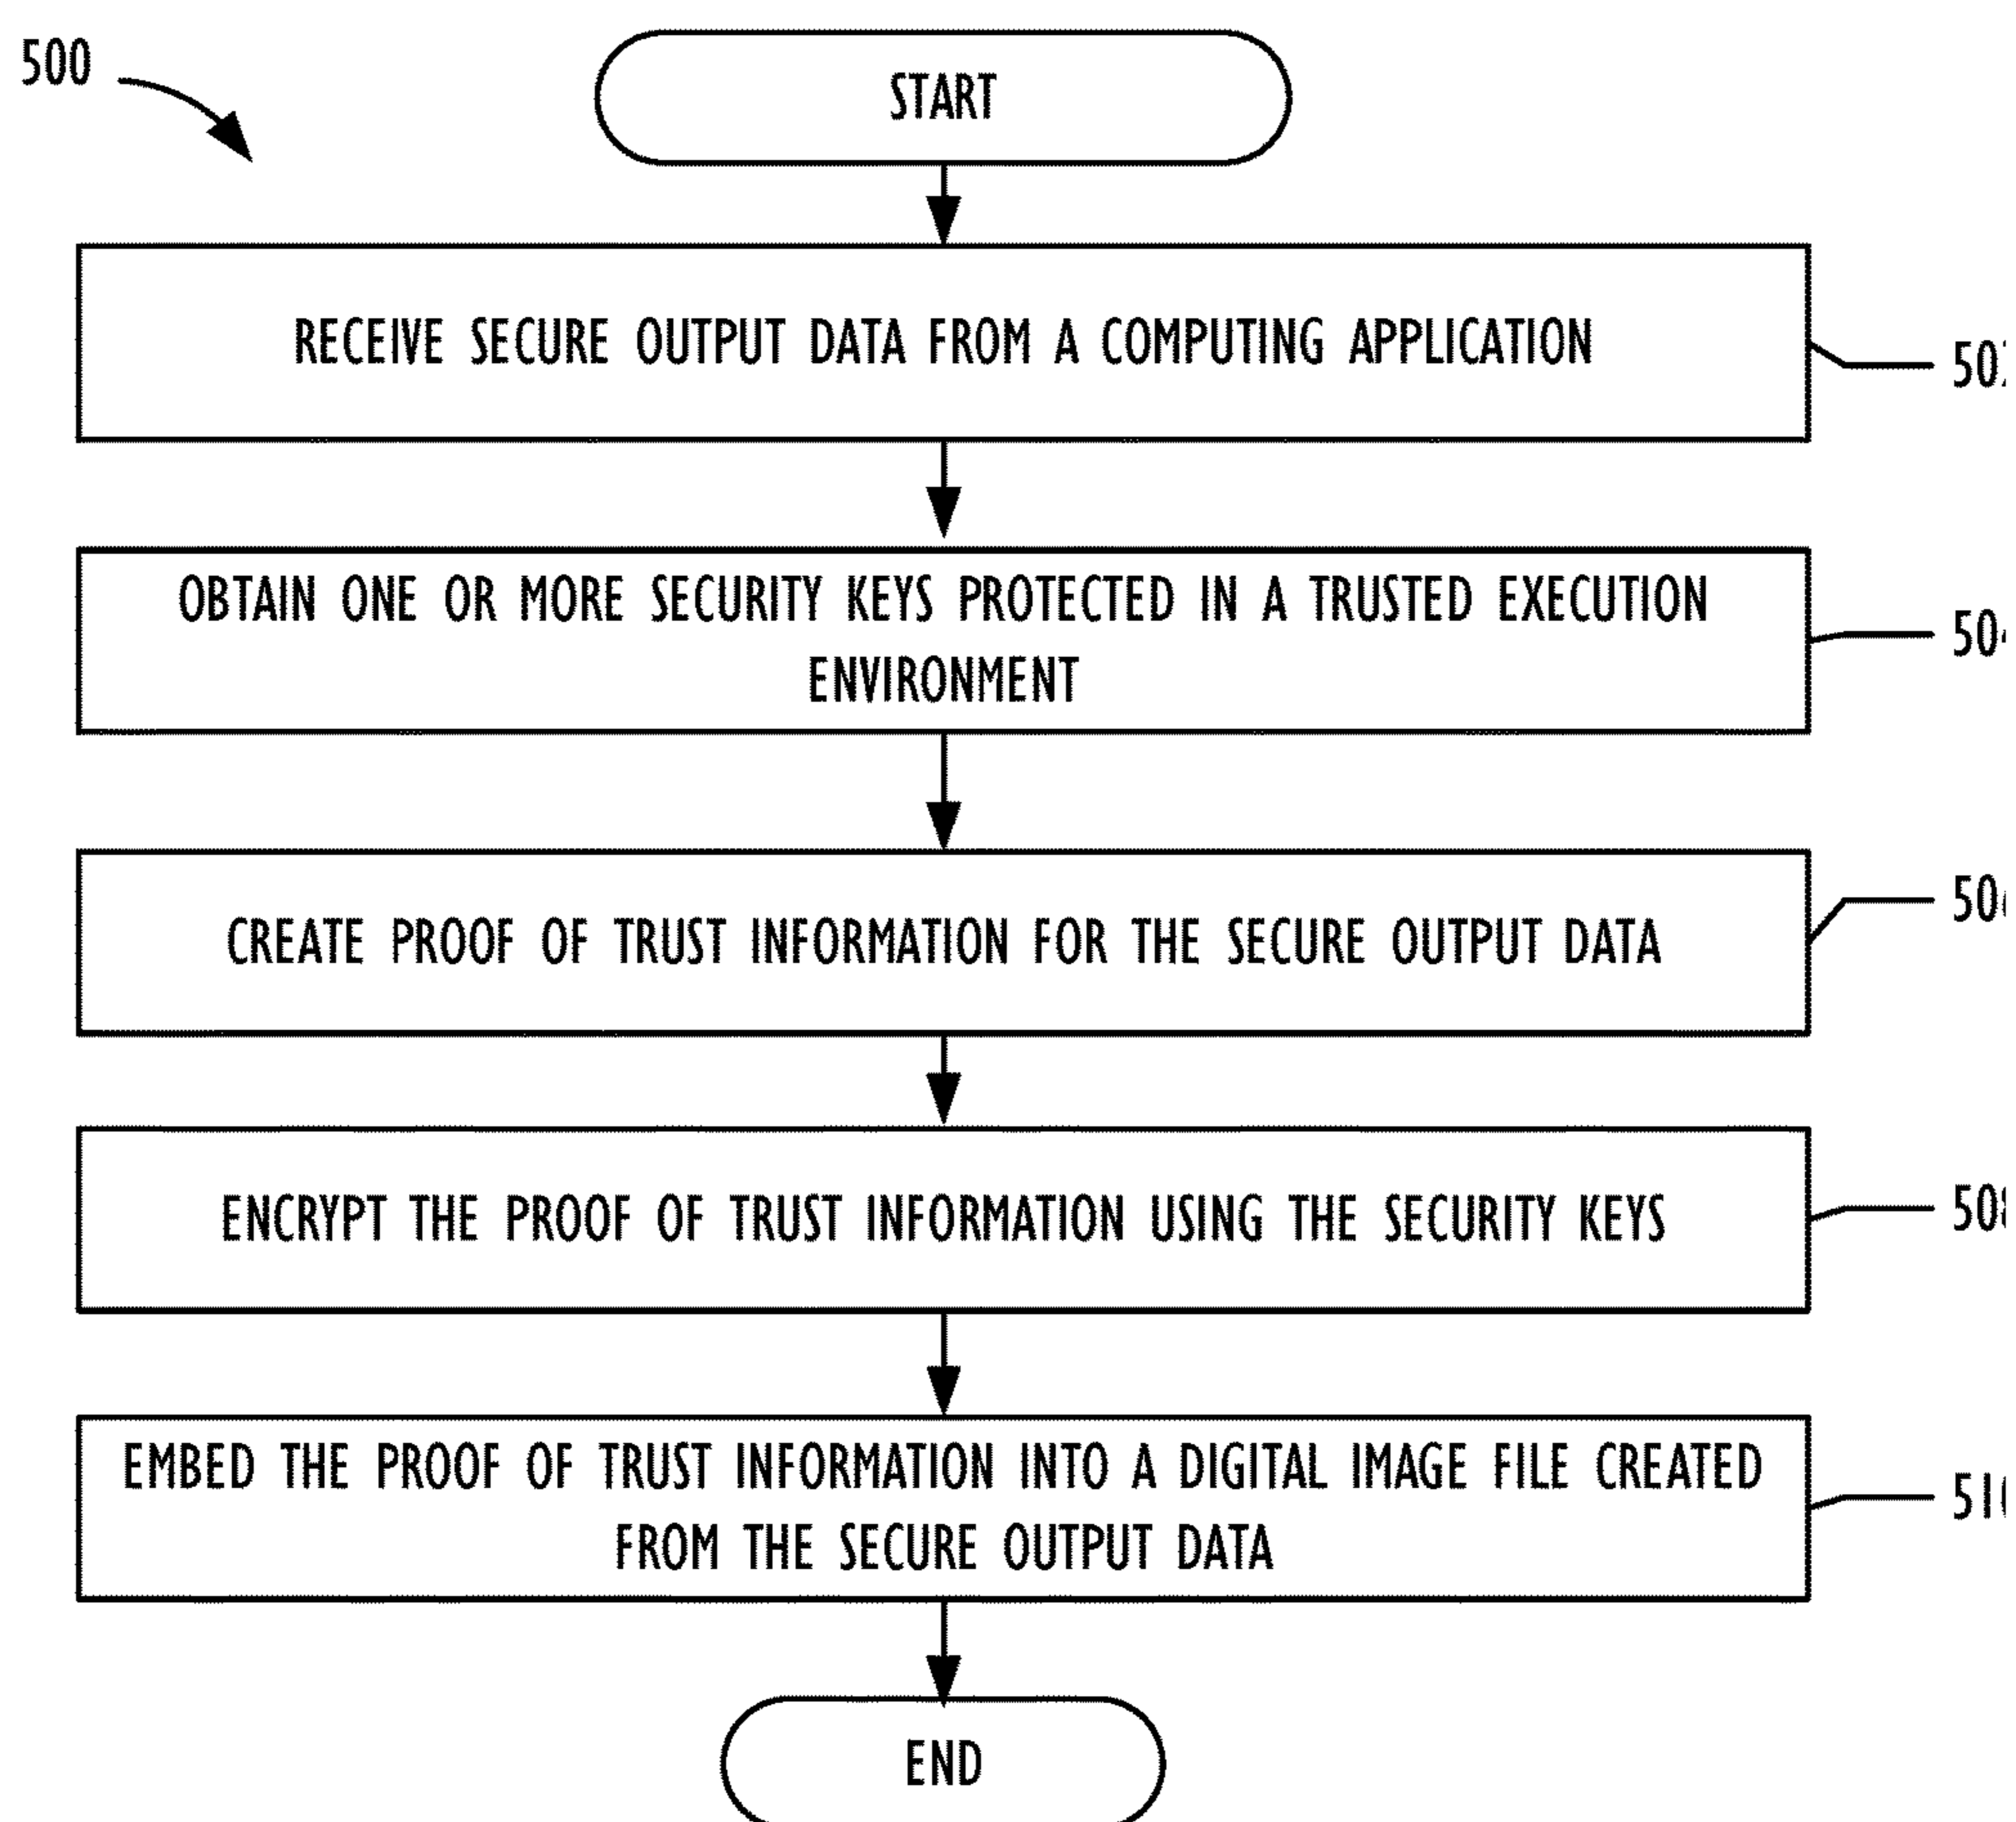 500
START
RECEIVE SECURE OUTPUT DATA FROM A COMPUTING APPLICATION
OBTAIN ONE OR MORE SECURITY KEYS PROTECTED IN A TRUSTED EXECUTION
ENVIRONMENT
CREATE PROOF OF TRUST INFORMATION FOR THE SECURE OUTPUT DATA
ENCRYPT THE PROOF OF TRUST INFORMATION USING THE SECURITY KEYS
EMBED THE PROOF OF TRUST INFORMATION INTO A DIGITAL IMAGE FILE CREATED
FROM THE SECURE OUTPUT DATA
END